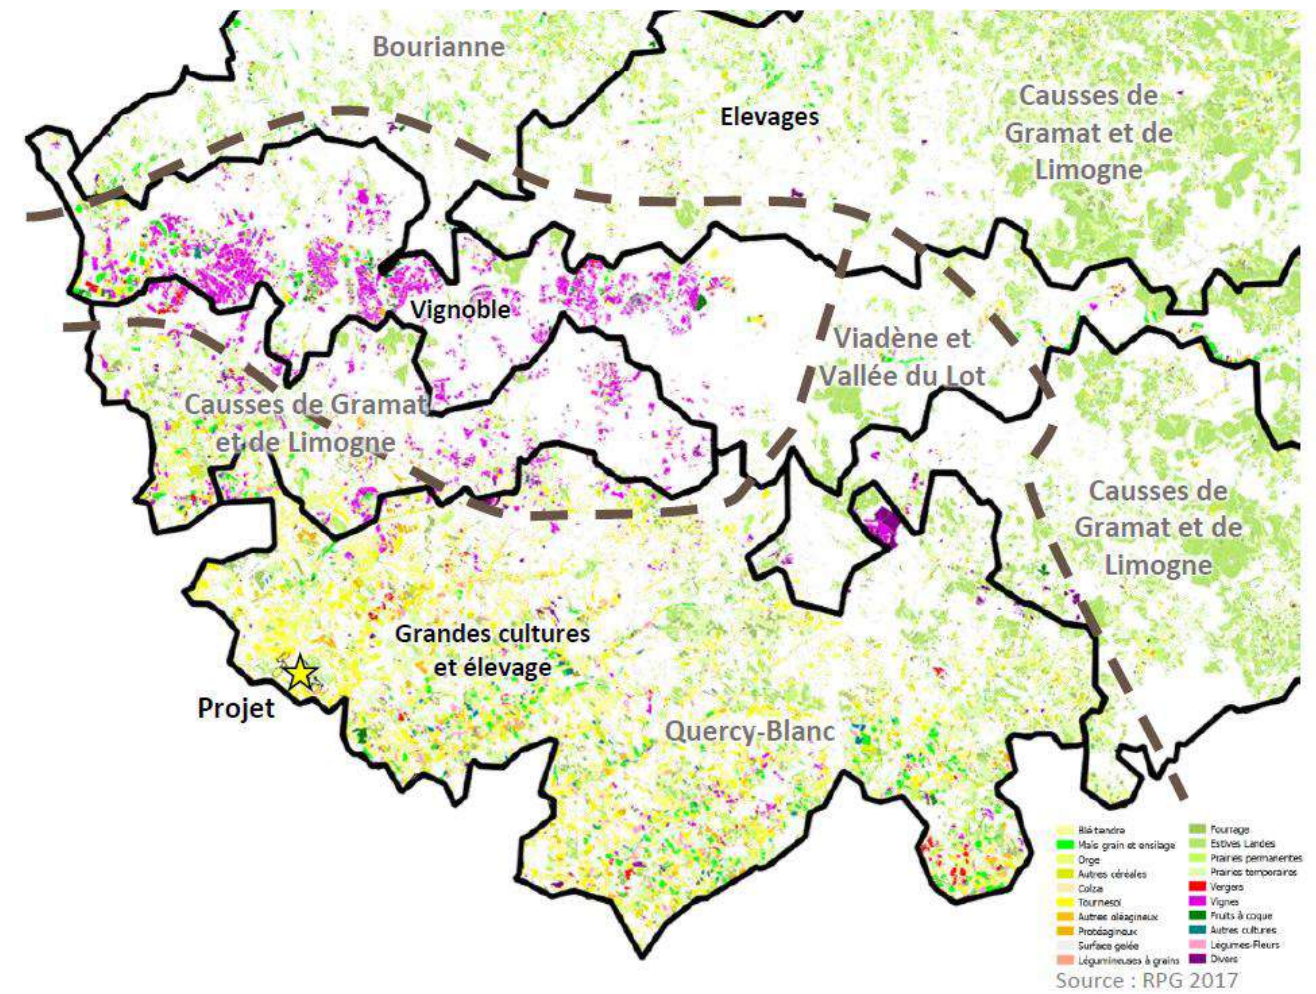 Bourianne
Elevages
Causses de
Gramat et de
Limogne
Vignoble
Viadène et
Vallée du Lot
Causses de Gramat
et de Limogne
Causses de
Gramat et de
Limogne
Grandes cultures
et élevage
Projet
Quercy-Blanc
Blé tendre
Maïs grain et ensilage
Orge
Autres céréales
Colza
Tournesol
Autres oléagineux
Protéagineux
Surface gelée
Légumineuses à grains
Fourrage
Estives Landes
Prairies permanentes
Prairies temporaires
Vergers
Vignes
Fruits à coque
Autres cultures
Légumes-Fleurs
Divers
Source : RPG 2017